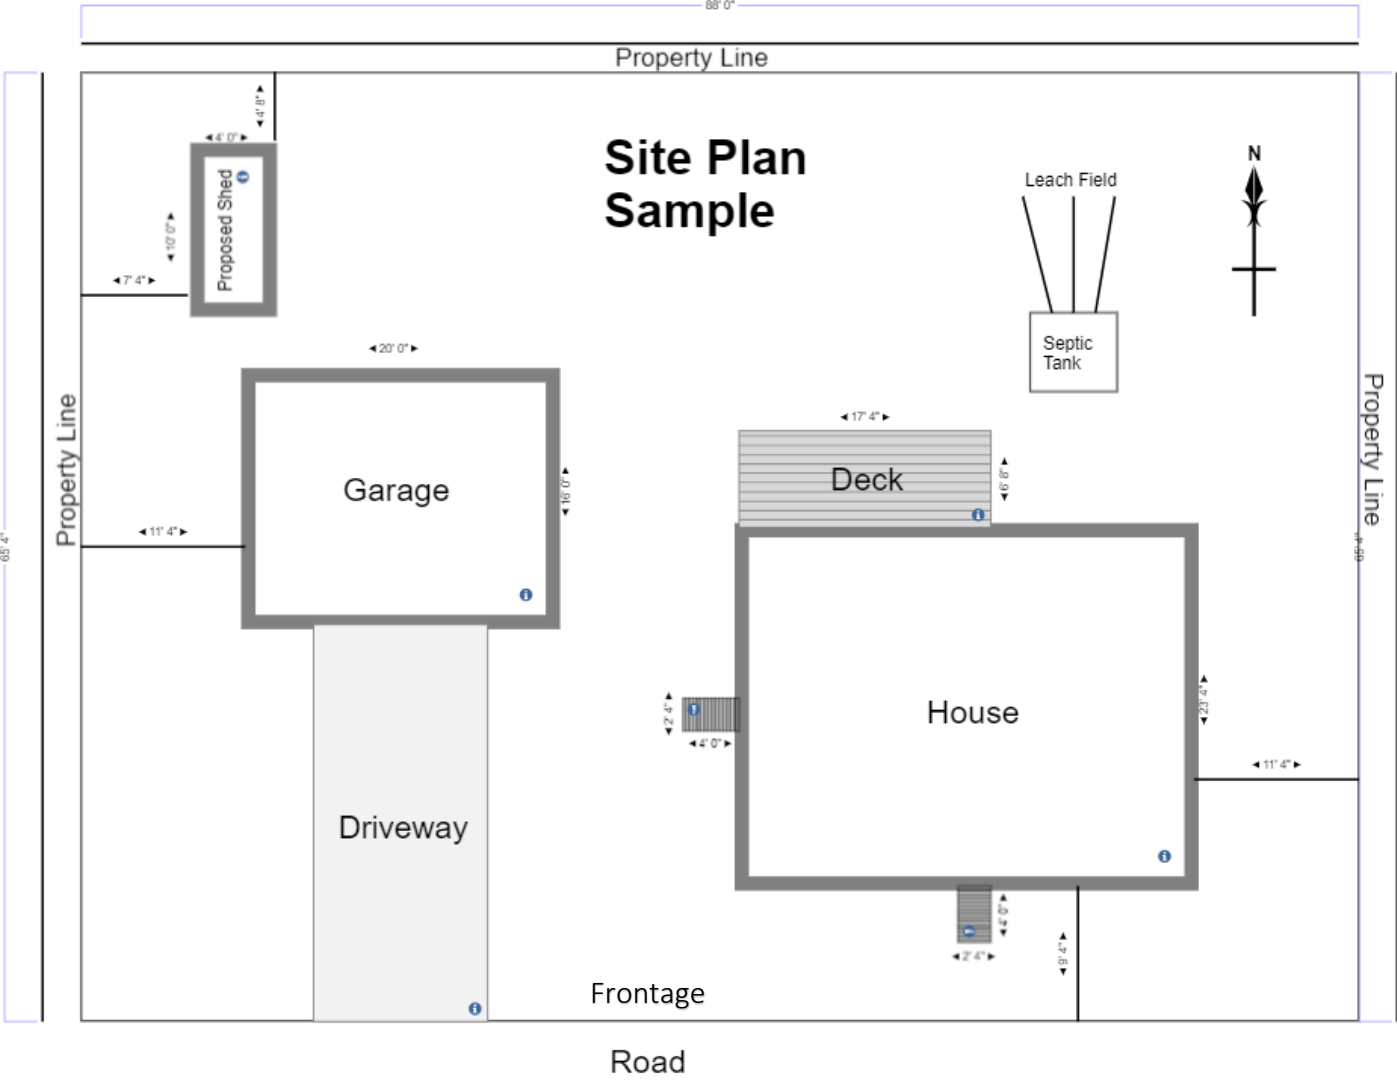 88' 0"
Property Line
4' 8"
4' 0"
Site Plan
Sample
N
Leach Field
Proposed Shed
10' 0"
7' 4"
Septic
Tank
20' 0"
Property Line
Property Line
17' 4"
Garage
16' 0"
Deck
6' 8"
11' 4"
65' 4"
65' 4"
2' 4"
4' 0"
House
23' 4"
11' 4"
Driveway
4' 0"
2' 4"
9' 4"
Frontage
Road